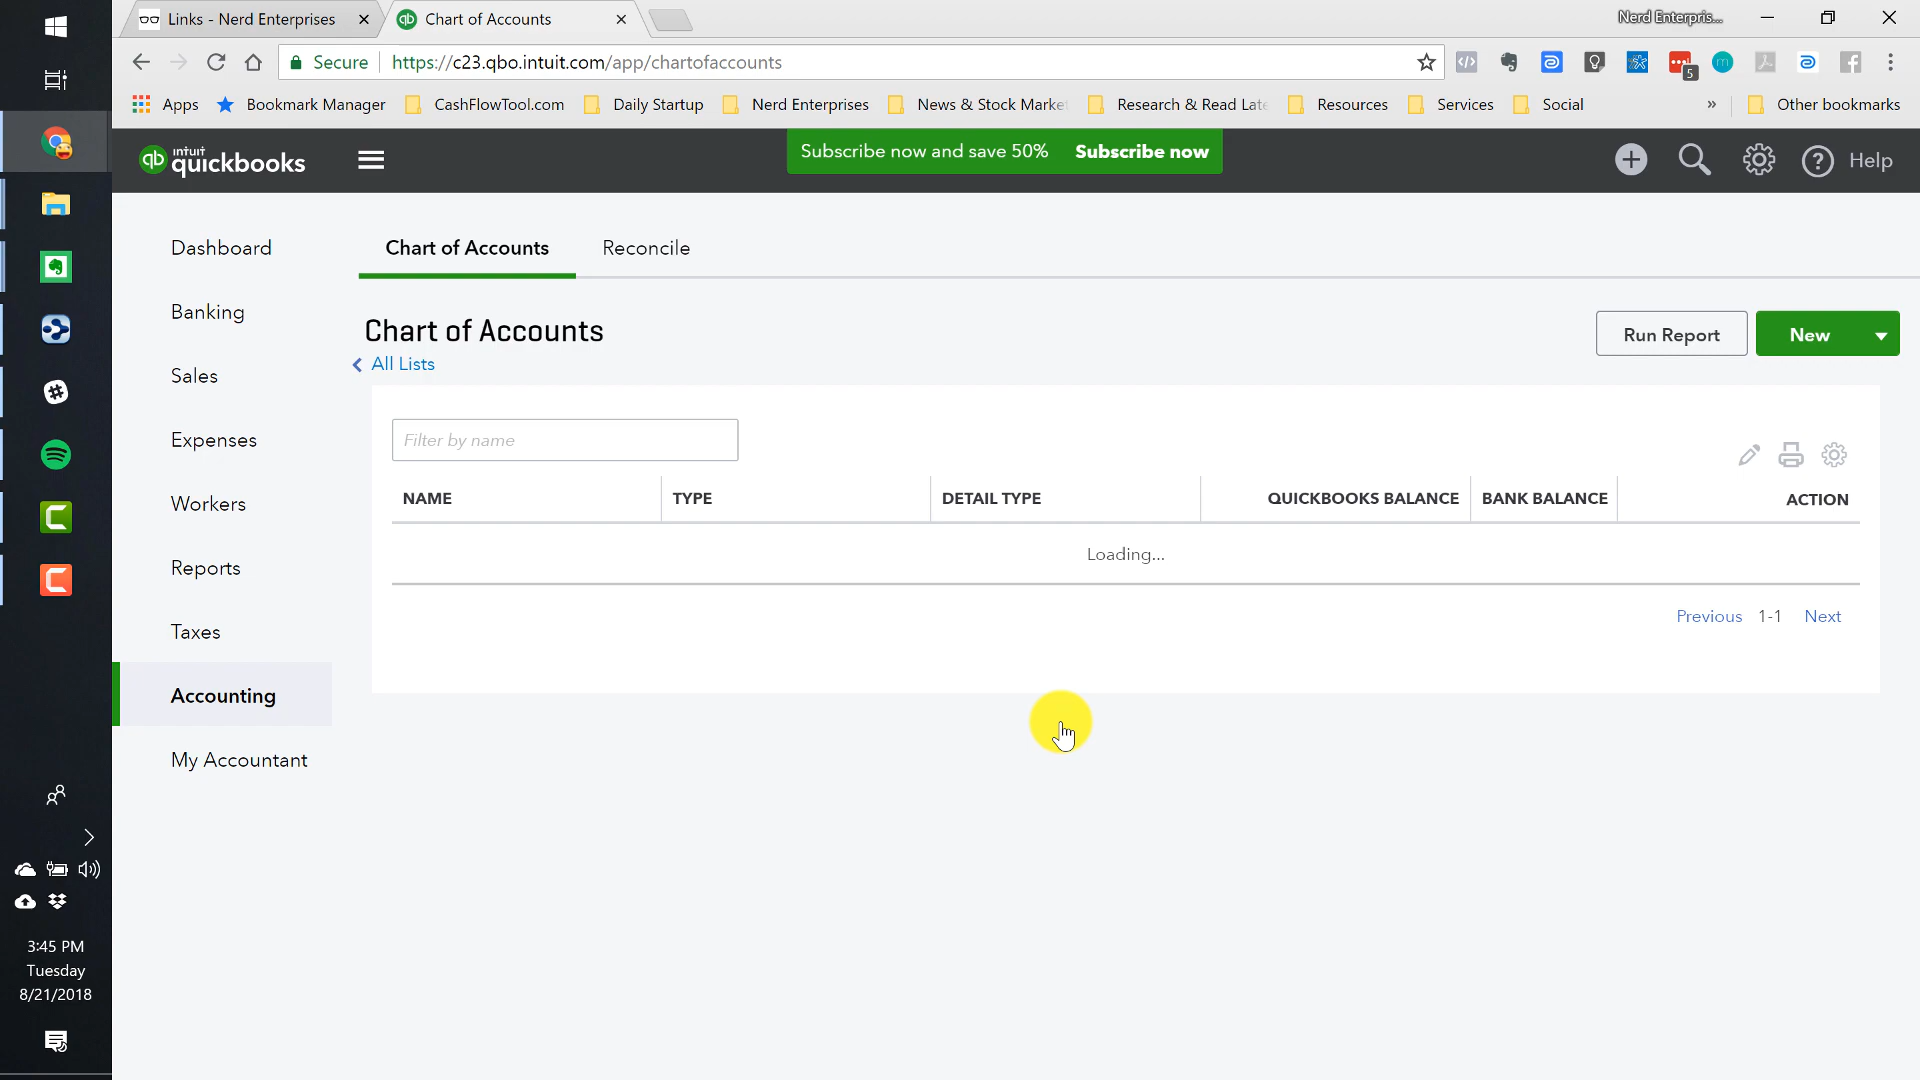 Links - Nerd Enterprises
Chart of Accounts
Nerd Enterpris...
Secure
https://c23.qbo.intuit.com/app/chartofaccounts
5
Apps
Bookmark Manager
CashFlowTool.com
Daily Startup
Nerd Enterprises
News & Stock Market
Research & Read Late
Resources
Services
Social
»
Other bookmarks
qb intuit quickbooks
Subscribe now and save 50%
Subscribe now
Help
Dashboard
Banking
Sales
Expenses
Workers
Reports
Taxes
Accounting
My Accountant
Chart of Accounts
Reconcile
Chart of Accounts
All Lists
Run Report
New
Filter by name
NAME
TYPE
DETAIL TYPE
QUICKBOOKS BALANCE
BANK BALANCE
ACTION
Loading...
Previous 1-1 Next
3:45 PM
Tuesday
8/21/2018